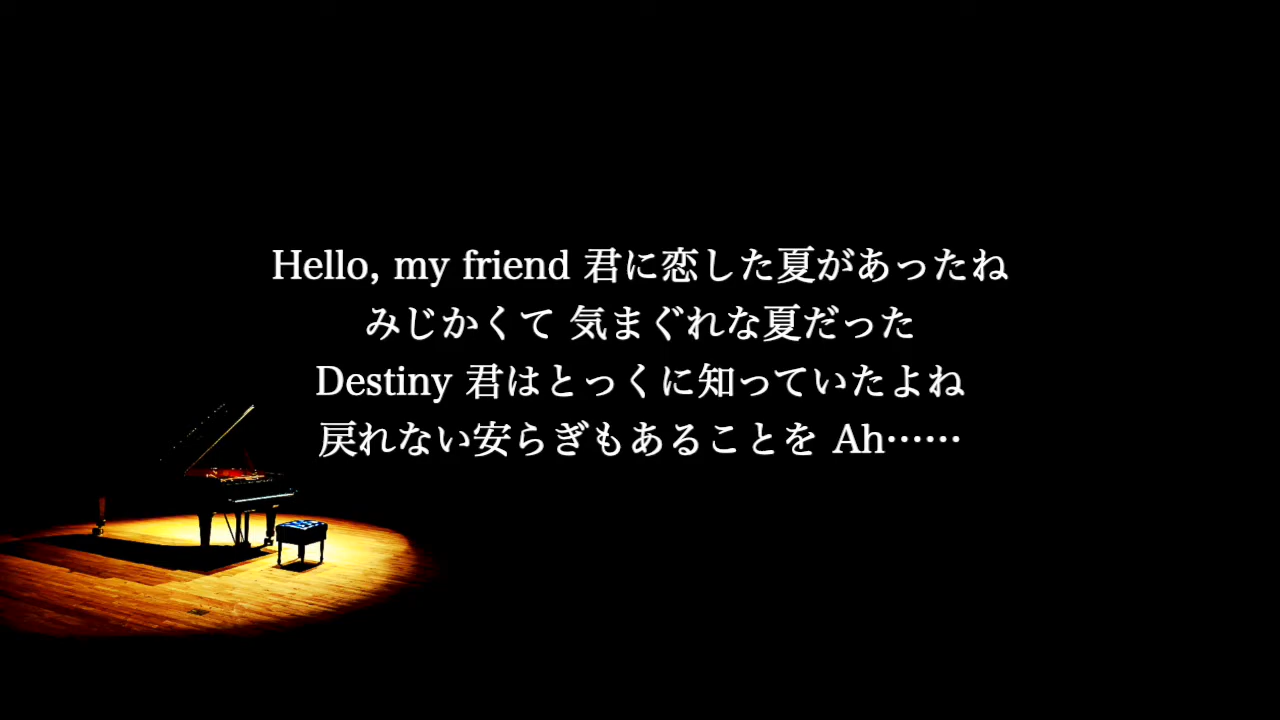 Hello, my friend 君に恋した夏があったね
みじかくて 気まぐれな夏だった
Destiny 君はとっくに知っていたよね
戻れない安らぎもあることを Ah……